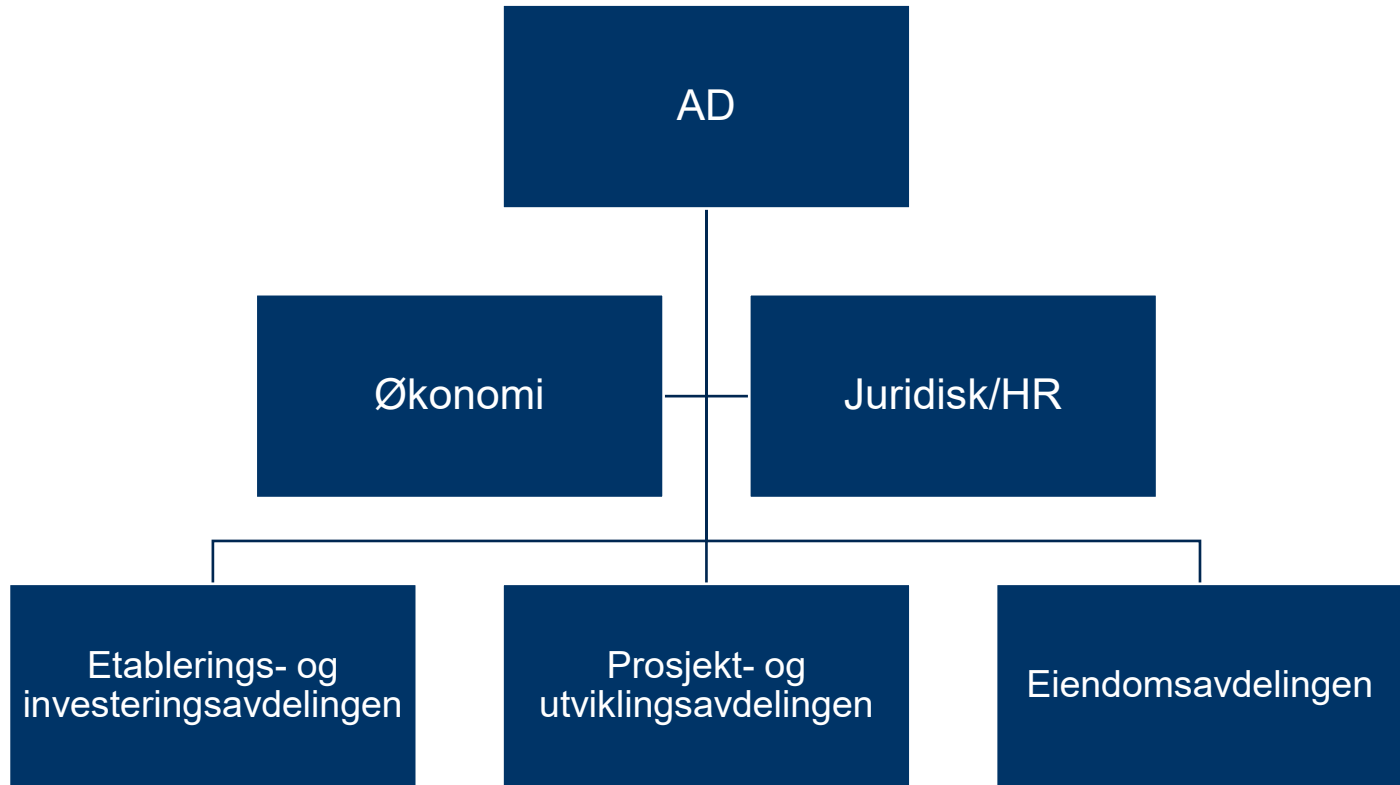 AD
Økonomi
Juridisk/HR
Etablerings- og
investeringsavdelingen
Prosjekt- og
utviklingsavdelingen
Eiendomsavdelingen